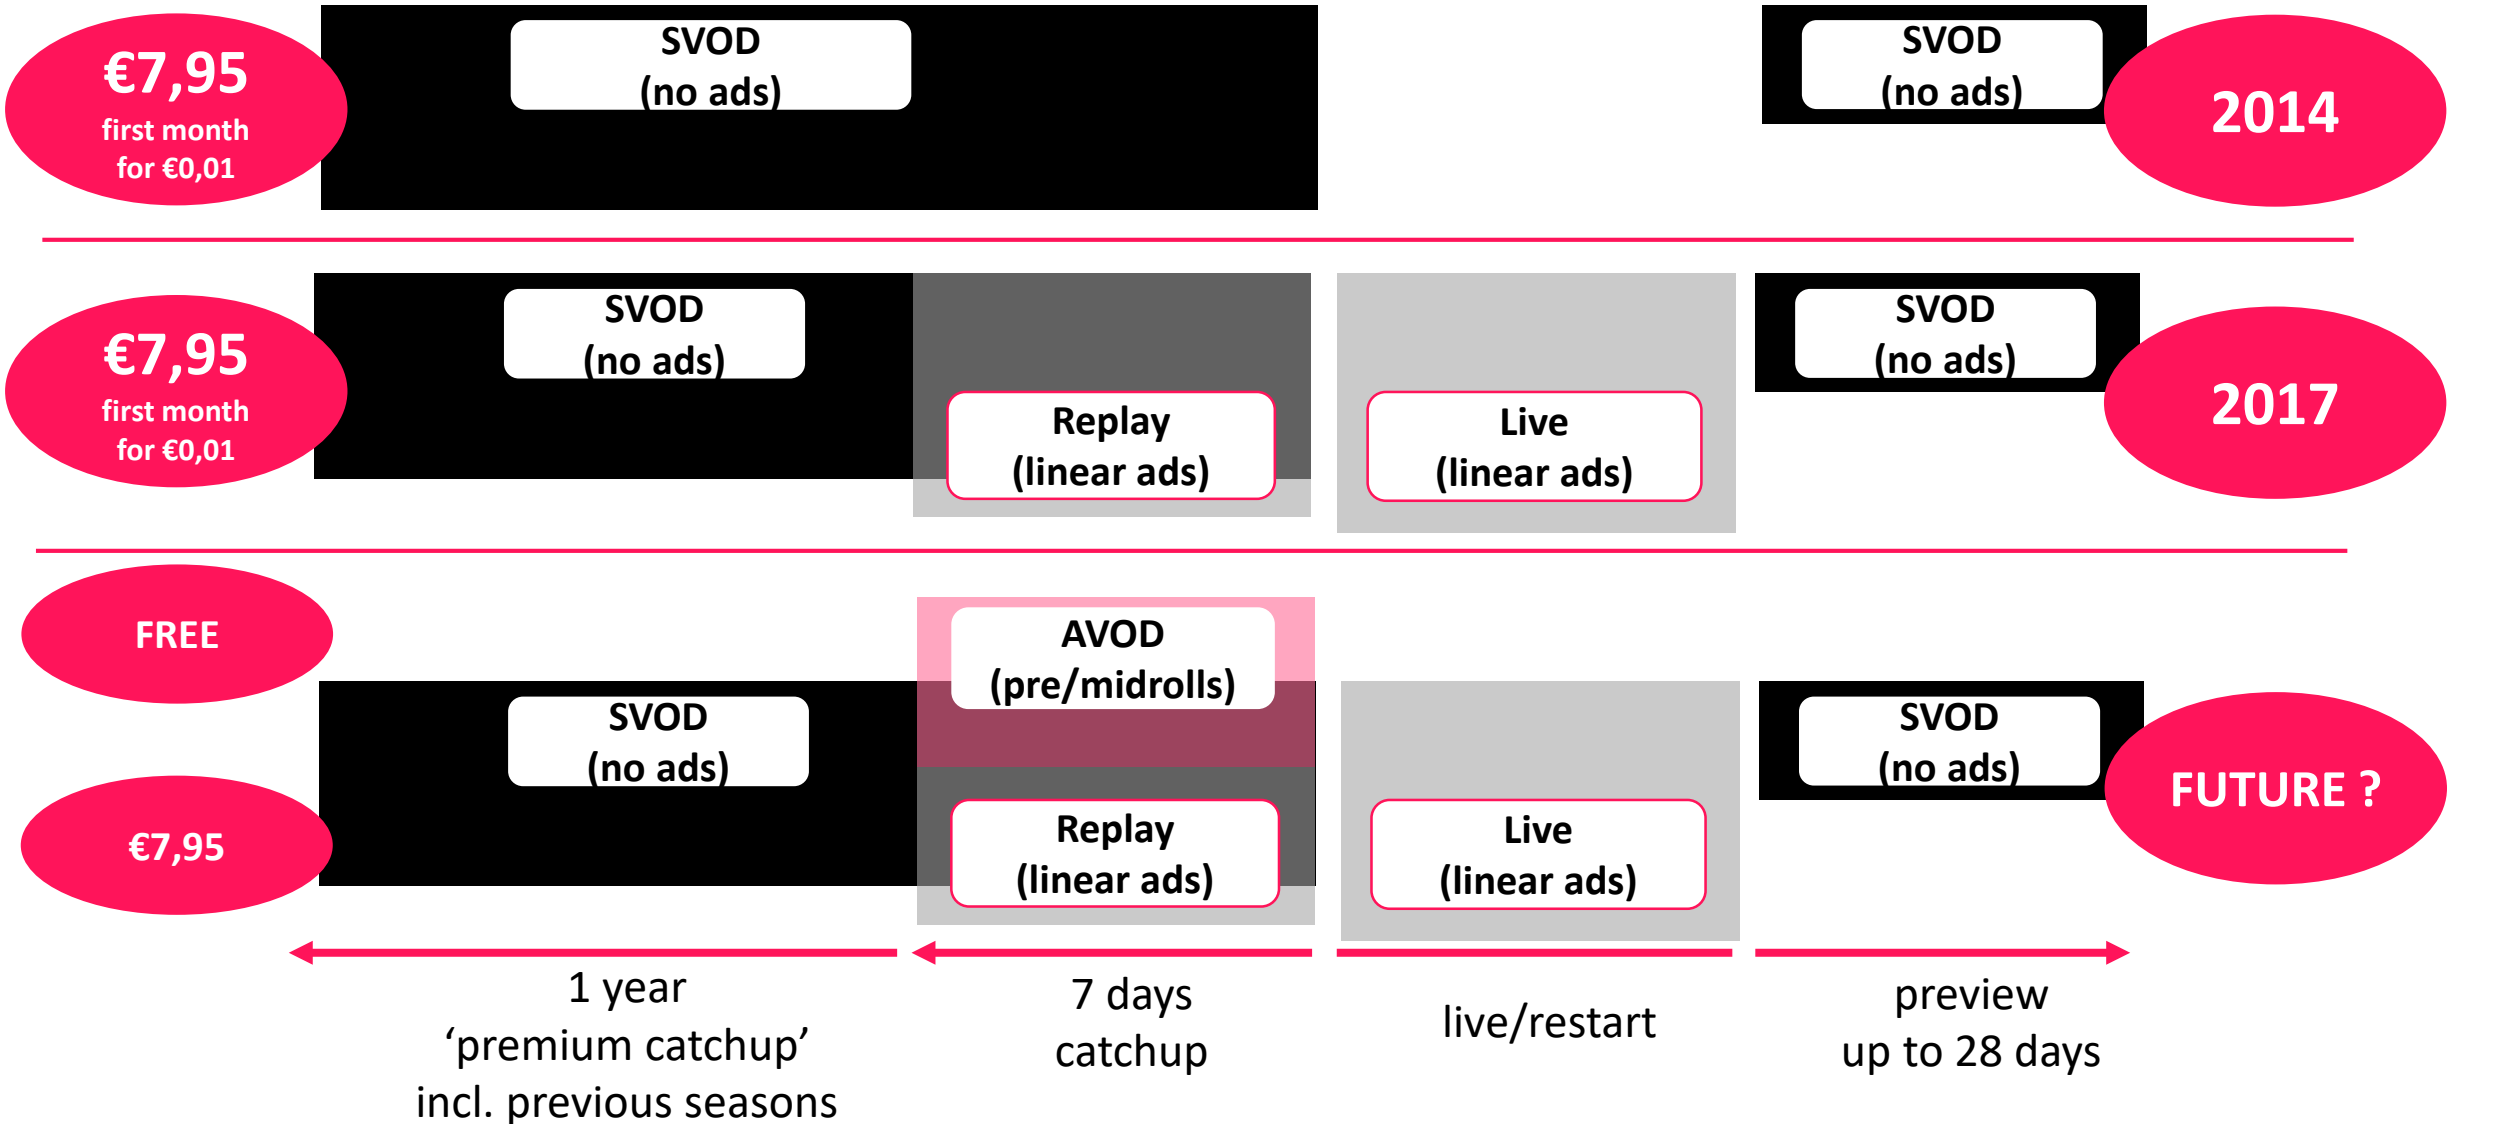 €7,95
first month
for €0,01
SVOD
(no ads)
SVOD
(no ads)
2014
€7,95
first month
for €0,01
SVOD
(no ads)
Replay
(linear ads)
Live
(linear ads)
SVOD
(no ads)
2017
FREE
€7,95
SVOD
(no ads)
AVOD
(pre/midrolls)
Replay
(linear ads)
Live
(linear ads)
SVOD
(no ads)
FUTURE ?
1 year
‘premium catchup’
incl. previous seasons
7 days
catchup
live/restart
preview
up to 28 days